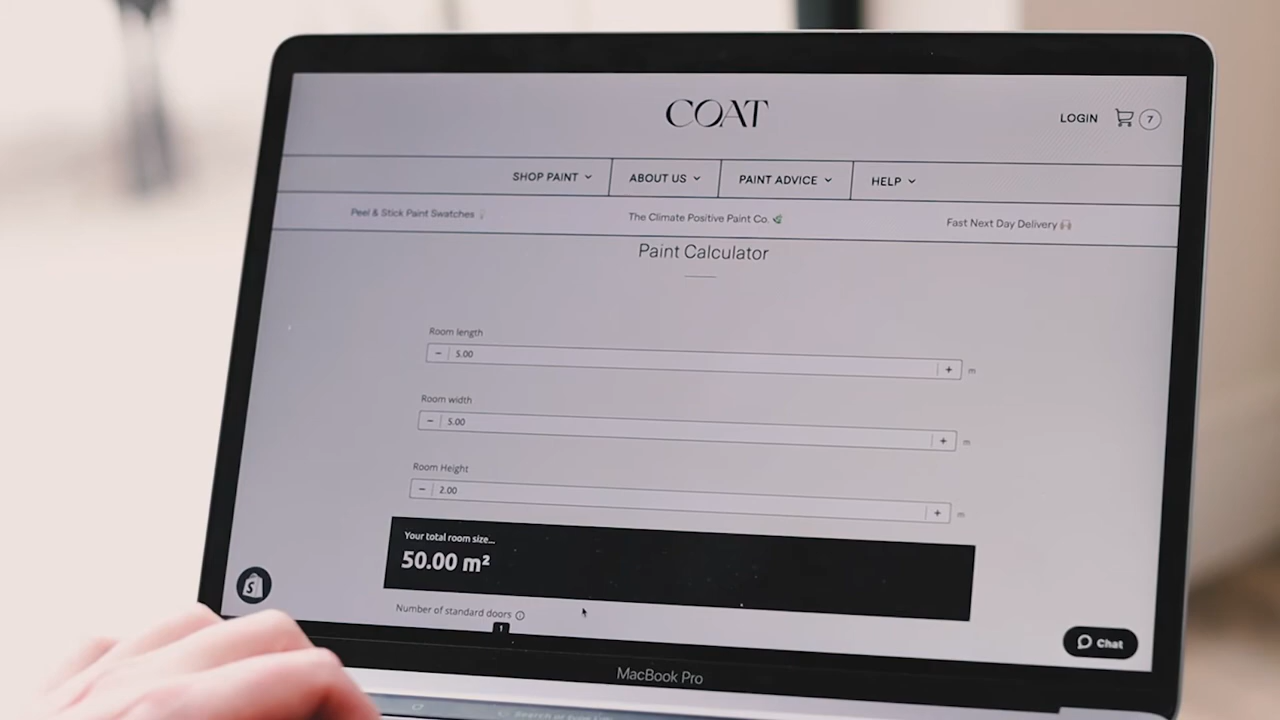 COAT
LOGIN 7
SHOP PAINT ABOUT US PAINT ADVICE HELP
Peel & Stick Paint Swatches The Climate Positive Paint Co. Fast Next Day Delivery
Paint Calculator
Room length
− 5.00 + m
Room width
− 5.00 + m
Room Height
− 2.00 + m
Your total room size...
50.00 m²
Number of standard doors
1
Chat
MacBook Pro